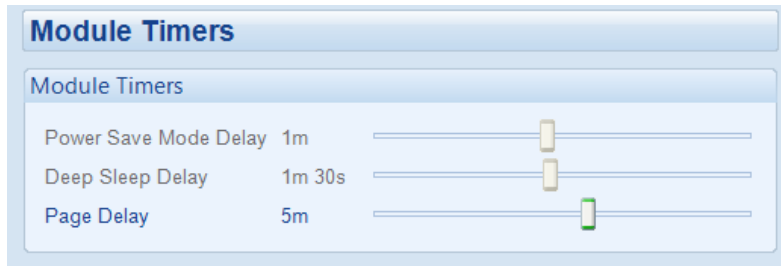 Module Timers
Module Timers
Power Save Mode Delay 1m
Deep Sleep Delay 1m 30s
Page Delay 5m